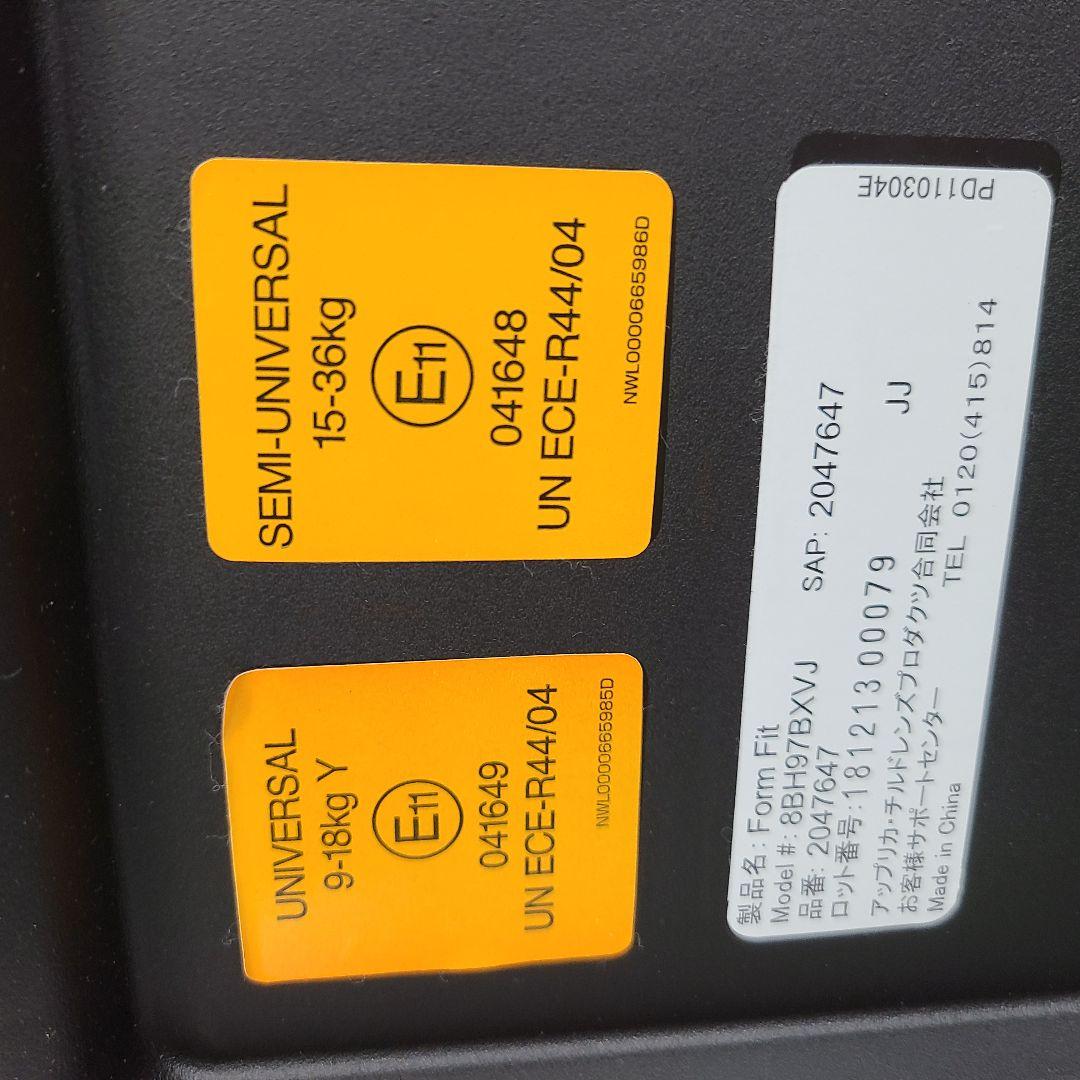 SEMI-UNIVERSAL
15-36kg
E11
041648
UN ECE-R44/04
NWL0000665986D
UNIVERSAL
9-18kg Y
E11
041649
UN ECE-R44/04
NWL0000665985D
PD110304E
製品名: Form Fit
Model #: 8BH97BXVJ SAP: 2047647
品番: 2047647
ロット番号:181213000079 JJ
アップリカ・チルドレンズプロダクツ合同会社
お客様サポートセンター TEL 0120(415)814
Made in China